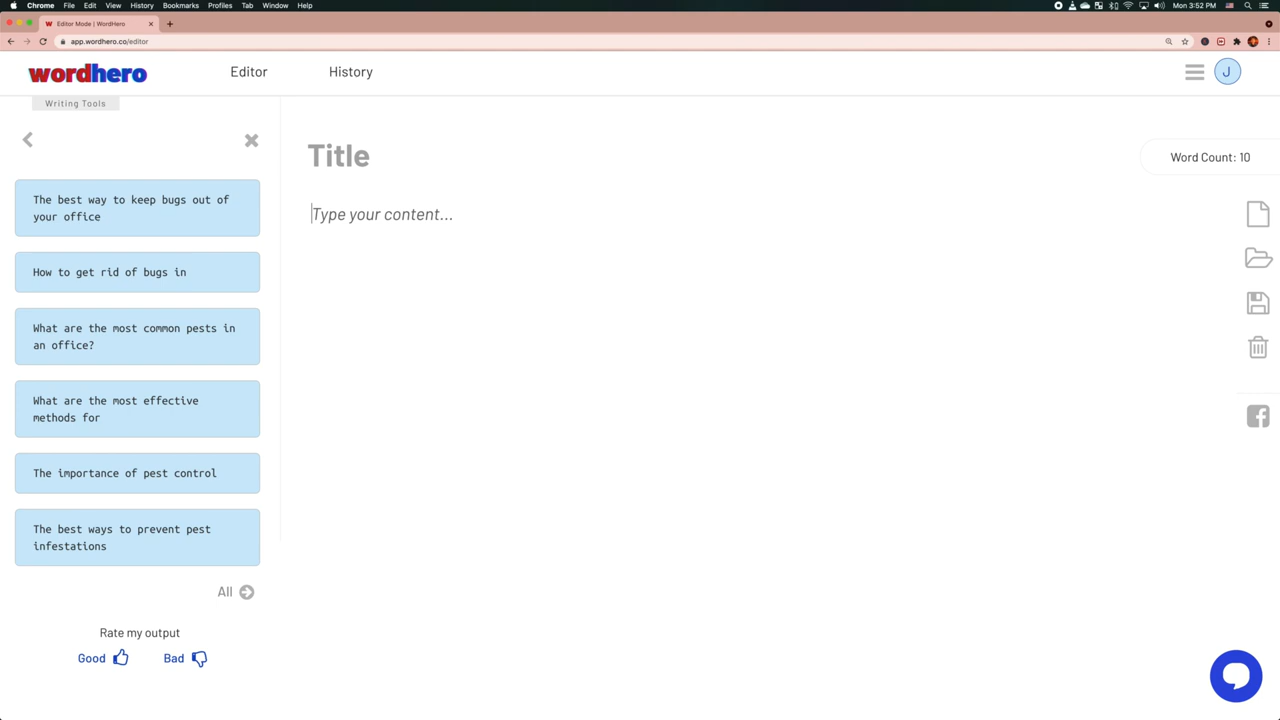 Chrome File Edit View History Bookmarks Profiles Tab Window Help Mon 3:52 PM
Editor Mode | WordHero
app.wordhero.co/editor
wordhero Editor History J
Writing Tools
Title
Word Count: 10
The best way to keep bugs out of
your office
Type your content...
How to get rid of bugs in
What are the most common pests in
an office?
What are the most effective
methods for
The importance of pest control
The best ways to prevent pest
infestations
All
Rate my output
Good Bad